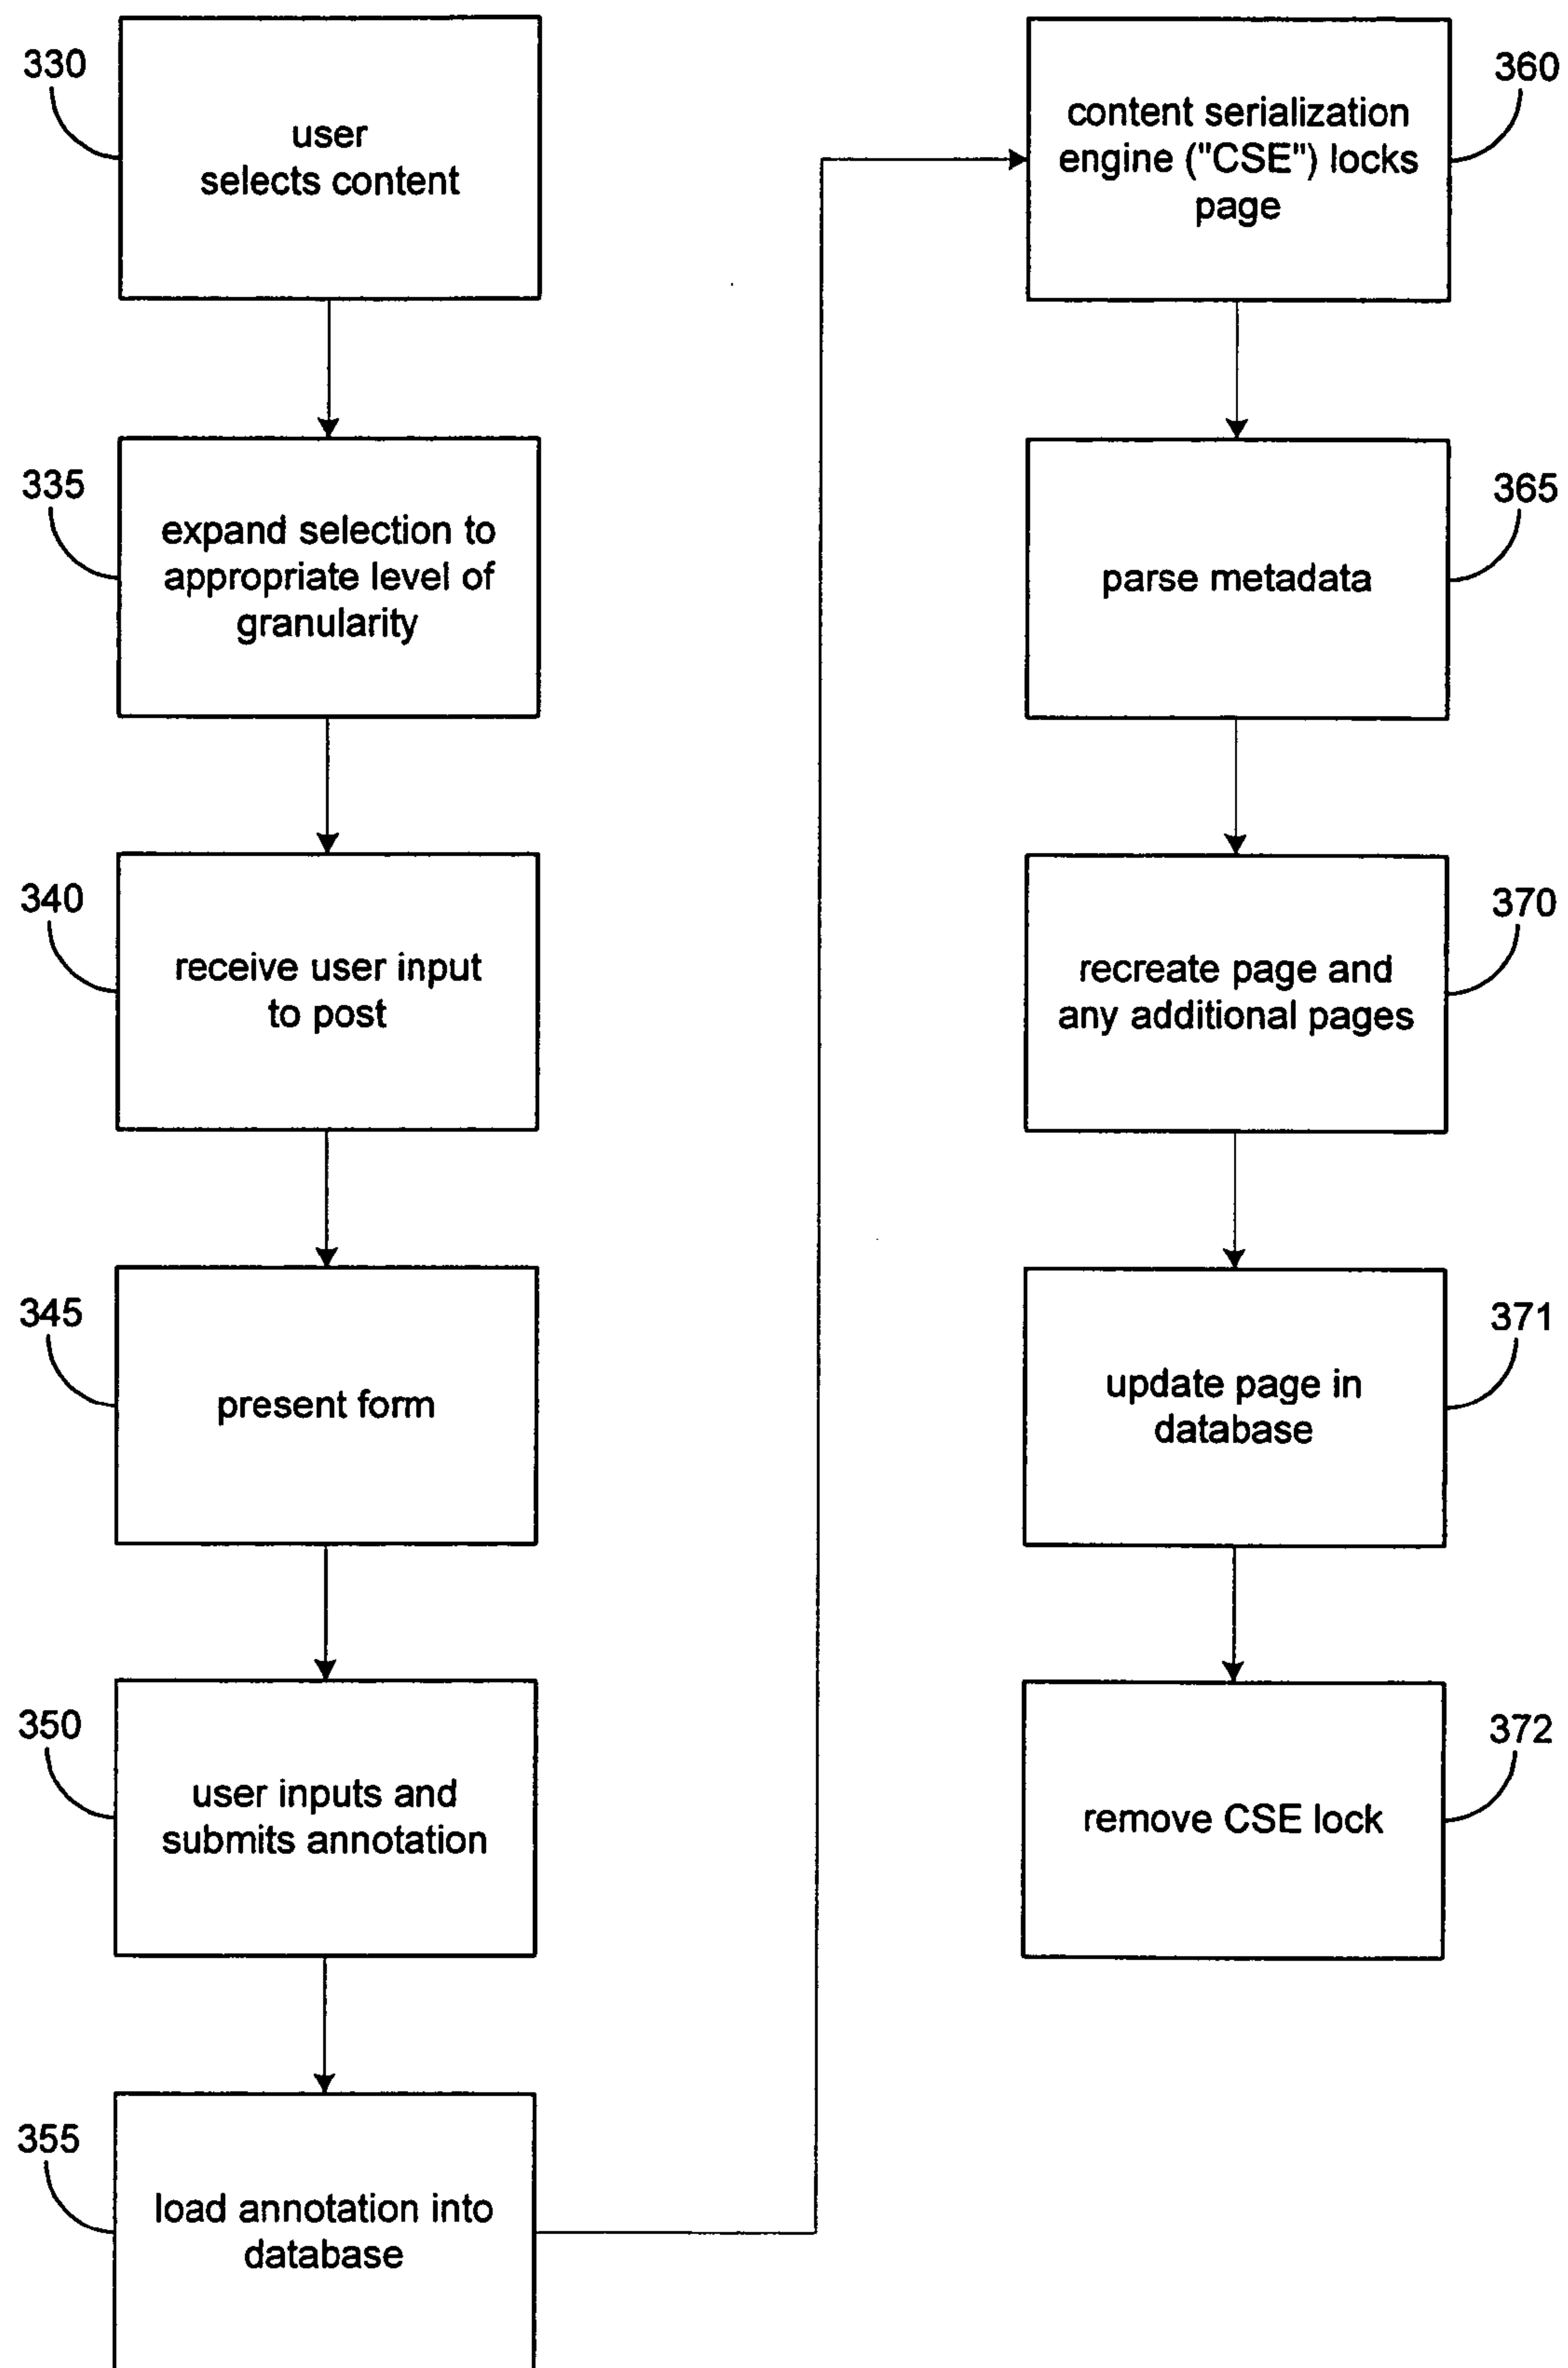 330
user
selects content
335
expand selection to
appropriate level of
granularity
340
receive user input
to post
345
present form
350
user inputs and
submits annotation
355
load annotation into
database
360
content serialization
engine ("CSE") locks
page
365
parse metadata
370
recreate page and
any additional pages
371
update page in
database
372
remove CSE lock